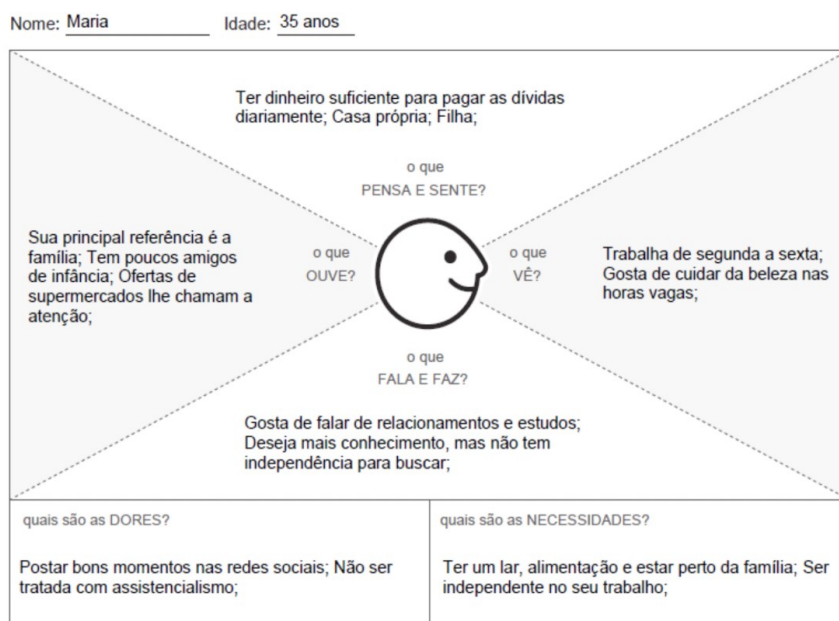 Nome: Maria Idade: 35 anos
Ter dinheiro suficiente para pagar as dívidas
diariamente; Casa própria; Filha;
o que
PENSA E SENTE?
Sua principal referência é a
família; Tem poucos amigos
de infância; Ofertas de
supermercados lhe chamam a
atenção;
o que
OUVE?
o que
VÊ?
Trabalha de segunda a sexta;
Gosta de cuidar da beleza nas
horas vagas;
o que
FALA E FAZ?
Gosta de falar de relacionamentos e estudos;
Deseja mais conhecimento, mas não tem
independência para buscar;
quais são as DORES?
Postar bons momentos nas redes sociais; Não ser
tratada com assistencialismo;
quais são as NECESSIDADES?
Ter um lar, alimentação e estar perto da família; Ser
independente no seu trabalho;